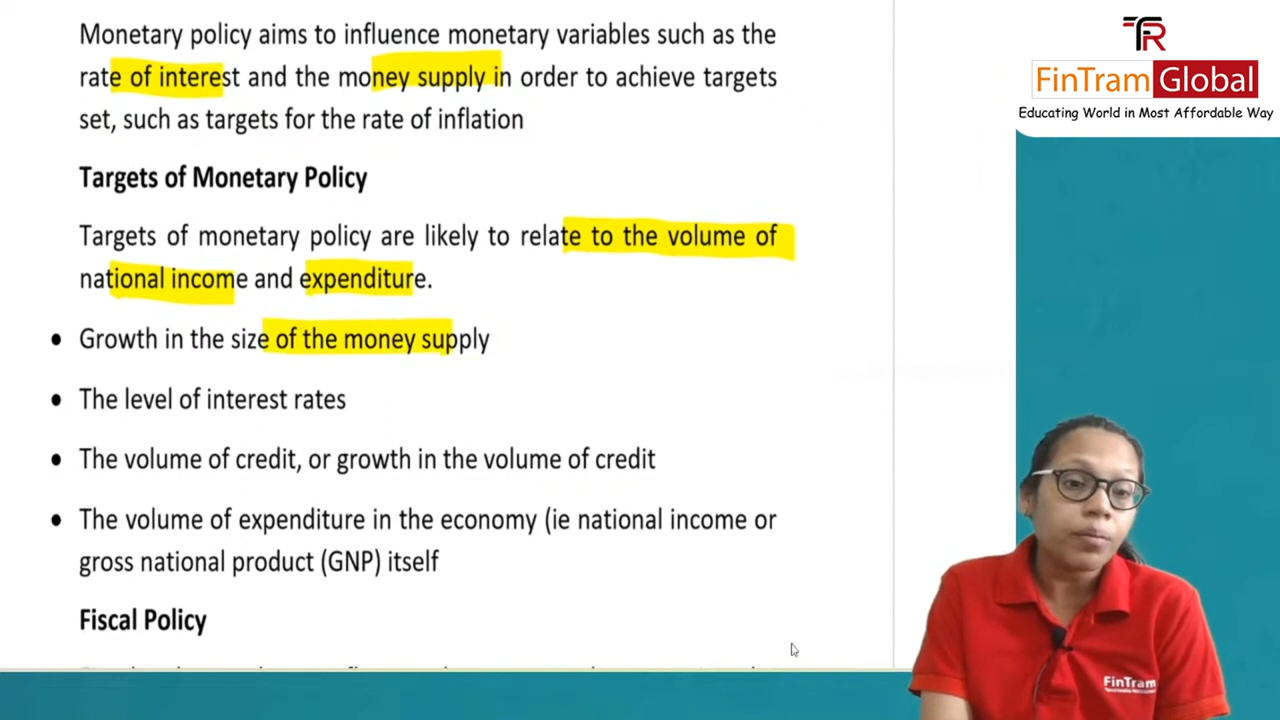 Monetary policy aims to influence monetary variables such as the
rate of interest and the money supply in order to achieve targets
set, such as targets for the rate of inflation
Targets of Monetary Policy
Targets of monetary policy are likely to relate to the volume of
national income and expenditure.
• Growth in the size of the money supply
• The level of interest rates
• The volume of credit, or growth in the volume of credit
• The volume of expenditure in the economy (ie national income or
gross national product (GNP) itself
Fiscal Policy
FinTram Global
Educating World in Most Affordable Way
FinTram